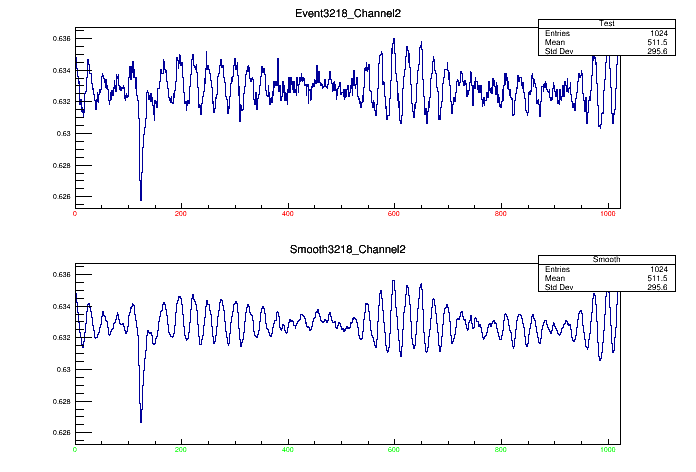 Event3218_Channel2
Test
Entries 1024
Mean 511.5
Std Dev 295.6
0.636
0.634
0.632
0.63
0.628
0.626
0 200 400 600 800 1000
Smooth3218_Channel2
Smooth
Entries 1024
Mean 511.5
Std Dev 295.6
0.636
0.634
0.632
0.63
0.628
0.626
0 200 400 600 800 1000